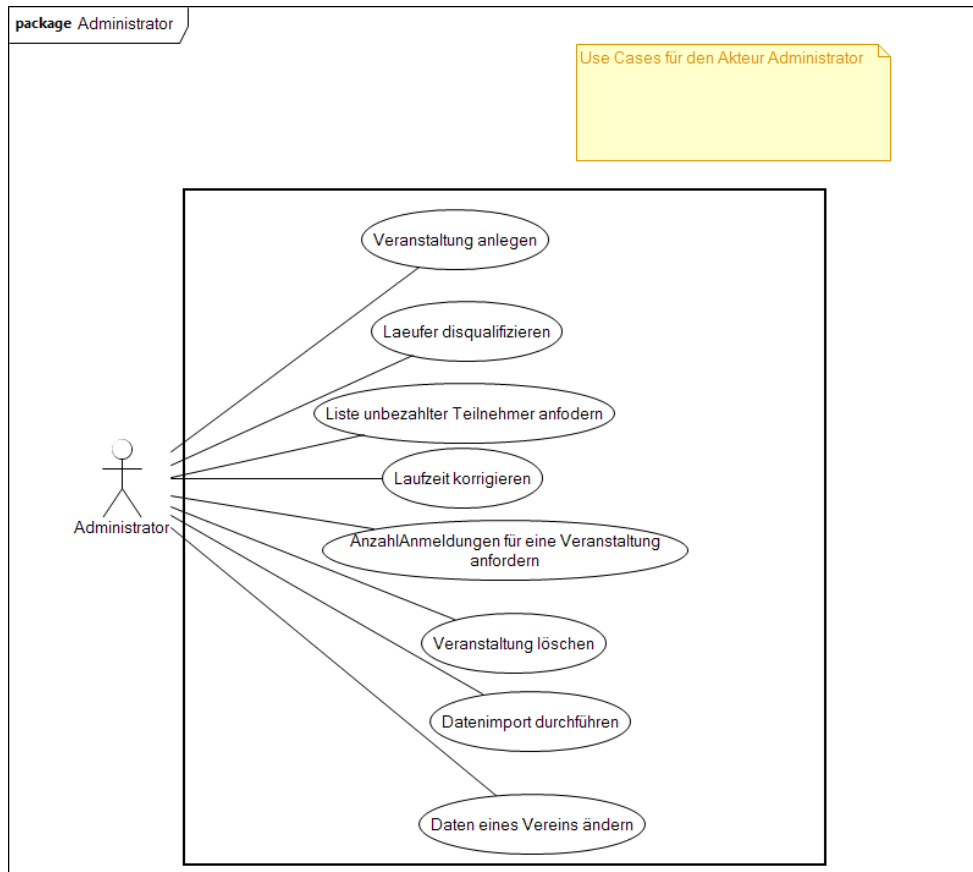 package Administrator
Use Cases für den Akteur Administrator
Veranstaltung anlegen
Laeufer disqualifizieren
Liste unbezahlter Teilnehmer anfodern
Laufzeit korrigieren
Administrator
AnzahlAnmeldungen für eine Veranstaltung
anfordern
Veranstaltung löschen
Datenimport durchführen
Daten eines Vereins ändern